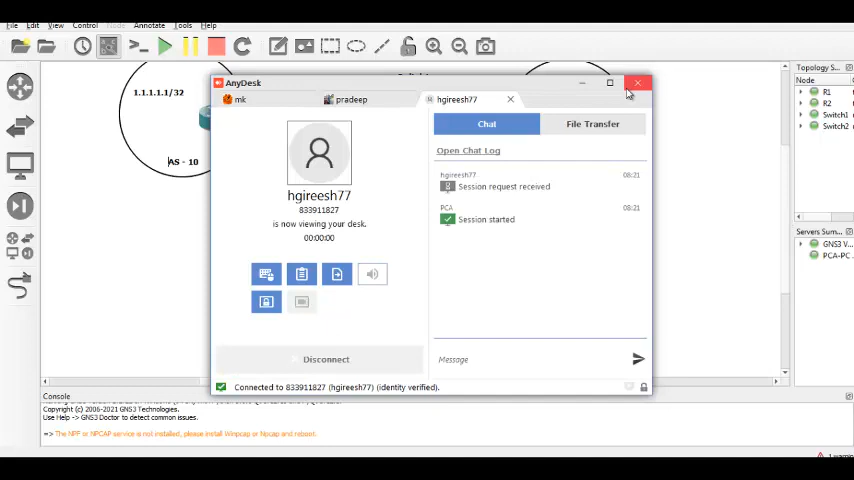 File Edit View Control Annotate Tools Help
1.1.1.1/32
AS - 10
AnyDesk
mk
pradeep
hgireesh77
hgireesh77
833911827
is now viewing your desk.
00:00:00
Disconnect
Chat
File Transfer
Open Chat Log
hgireesh77 08:21
Session request received
PCA 08:21
Session started
Message
Connected to 833911827 (hgireesh77) (identity verified).
Topology S...
Node
R1
R2
Switch1
Switch2
Servers Sum...
GNS3 V...
PCA-PC
Console
Copyright (c) 2006-2021 GNS3 Technologies.
Use Help -> GNS3 Doctor to detect common issues.
=> The NPF or NPCAP service is not installed, please install Winpcap or Npcap and reboot.